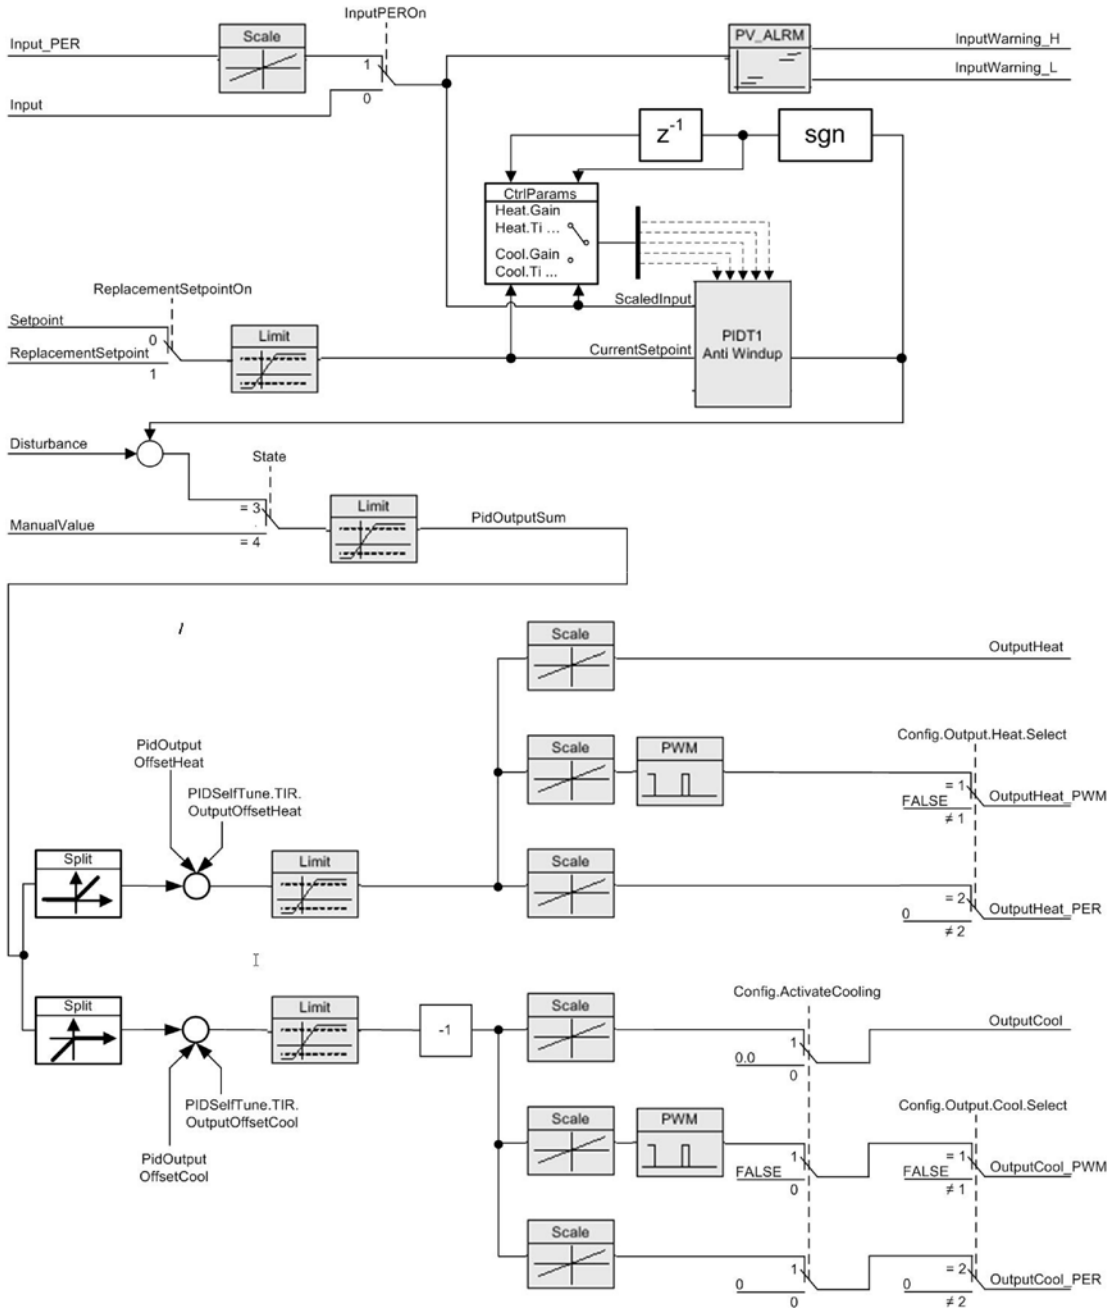 InputPEROn
Input_PER
Scale
1
0
Input
PV_ALRM
InputWarning_H
InputWarning_L
z-1
sgn
CtrlParams
Heat.Gain
Heat.Ti ...
Cool.Gain
Cool.Ti ...
ReplacementSetpointOn
Setpoint
0
ReplacementSetpoint
1
Limit
ScaledInput
CurrentSetpoint
PIDT1
Anti Windup
Disturbance
State
= 3
ManualValue
= 4
Limit
PidOutputSum
Scale
OutputHeat
PidOutput
OffsetHeat
PIDSelfTune.TIR.
OutputOffsetHeat
Scale
PWM
Config.Output.Heat.Select
= 1
FALSE
≠ 1
OutputHeat_PWM
Split
Limit
Scale
= 2
0
≠ 2
OutputHeat_PER
Split
Limit
-1
Scale
Config.ActivateCooling
1
0.0
0
OutputCool
PIDSelfTune.TIR.
OutputOffsetCool
PidOutput
OffsetCool
Scale
PWM
1
FALSE
0
Config.Output.Cool.Select
= 1
FALSE
≠ 1
OutputCool_PWM
Scale
1
0
0
= 2
0
≠ 2
OutputCool_PER